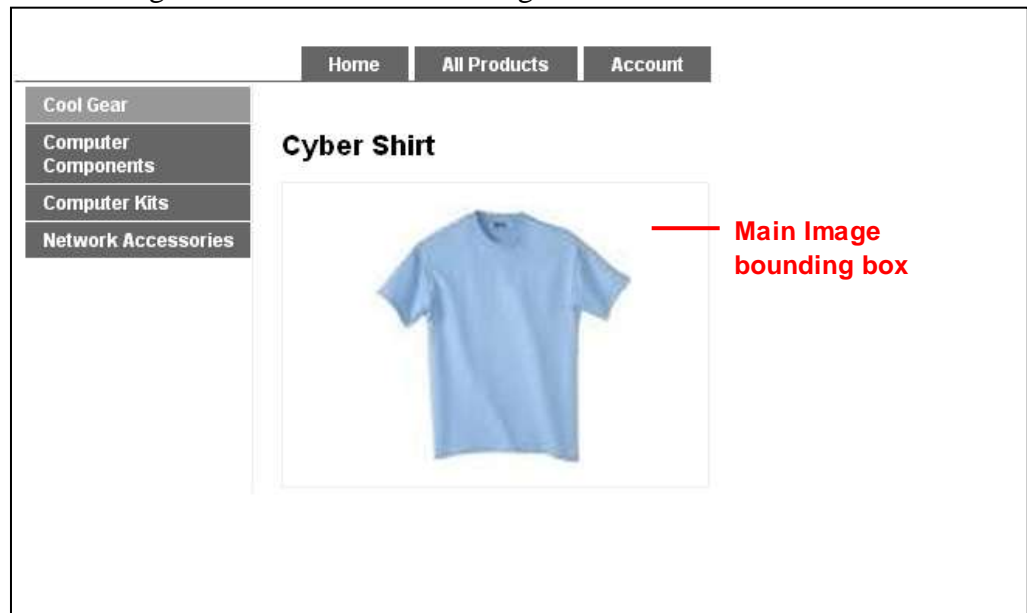 Home All Products Account
Cool Gear
Computer
Components
Computer Kits
Network Accessories
Cyber Shirt
Main Image
bounding box